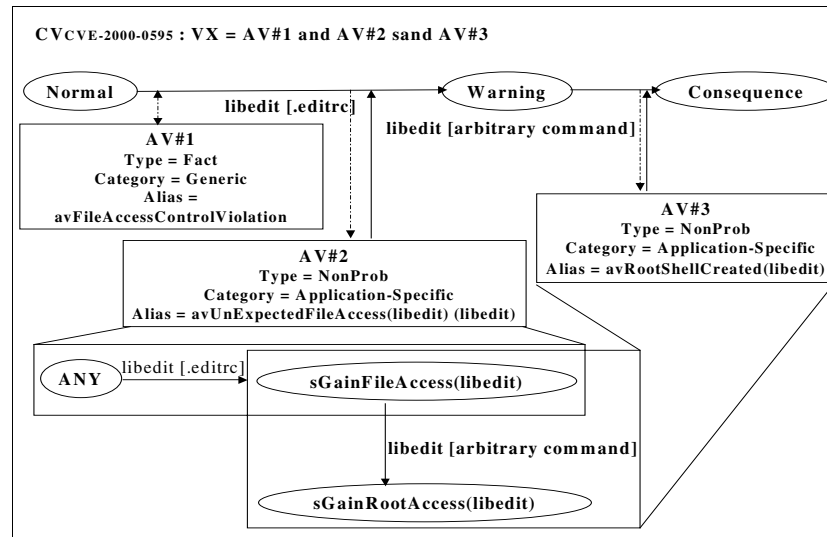 CVCVE-2000-0595 : VX = AV#1 and AV#2 sand AV#3
Normal
Warning
Consequence
libedit [.editrc]
libedit [arbitrary command]
AV#1
Type = Fact
Category = Generic
Alias =
avFileAccessControlViolation
AV#3
Type = NonProb
Category = Application-Specific
Alias = avRootShellCreated(libedit)
AV#2
Type = NonProb
Category = Application-Specific
Alias = avUnExpectedFileAccess(libedit) (libedit)
ANY
libedit [.editrc]
sGainFileAccess(libedit)
libedit [arbitrary command]
sGainRootAccess(libedit)